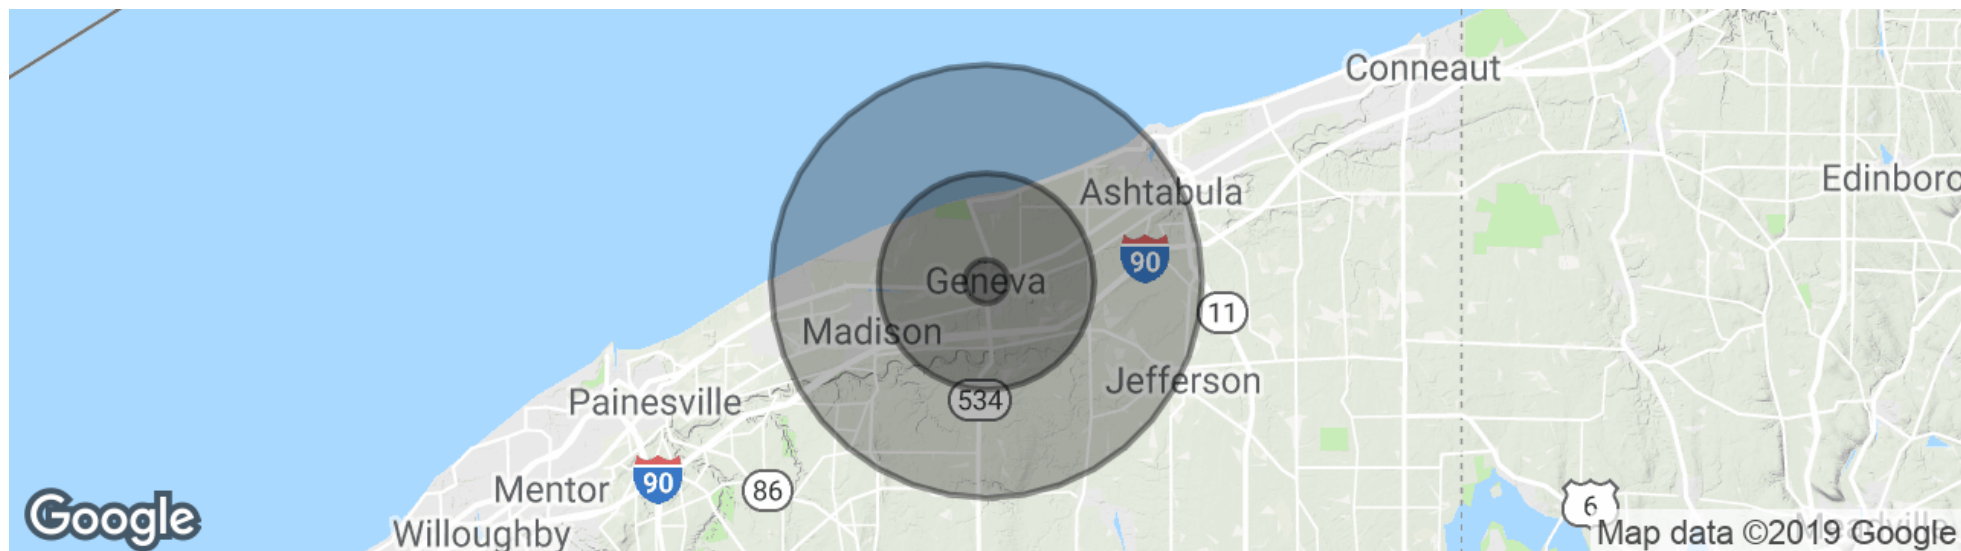 Conneaut
Edinboro
Ashtabula
90
Geneva
11
Madison
Jefferson
534
Painesville
90
86
Mentor
6
Google
Willoughby
Meadville
Map data ©2019 Google